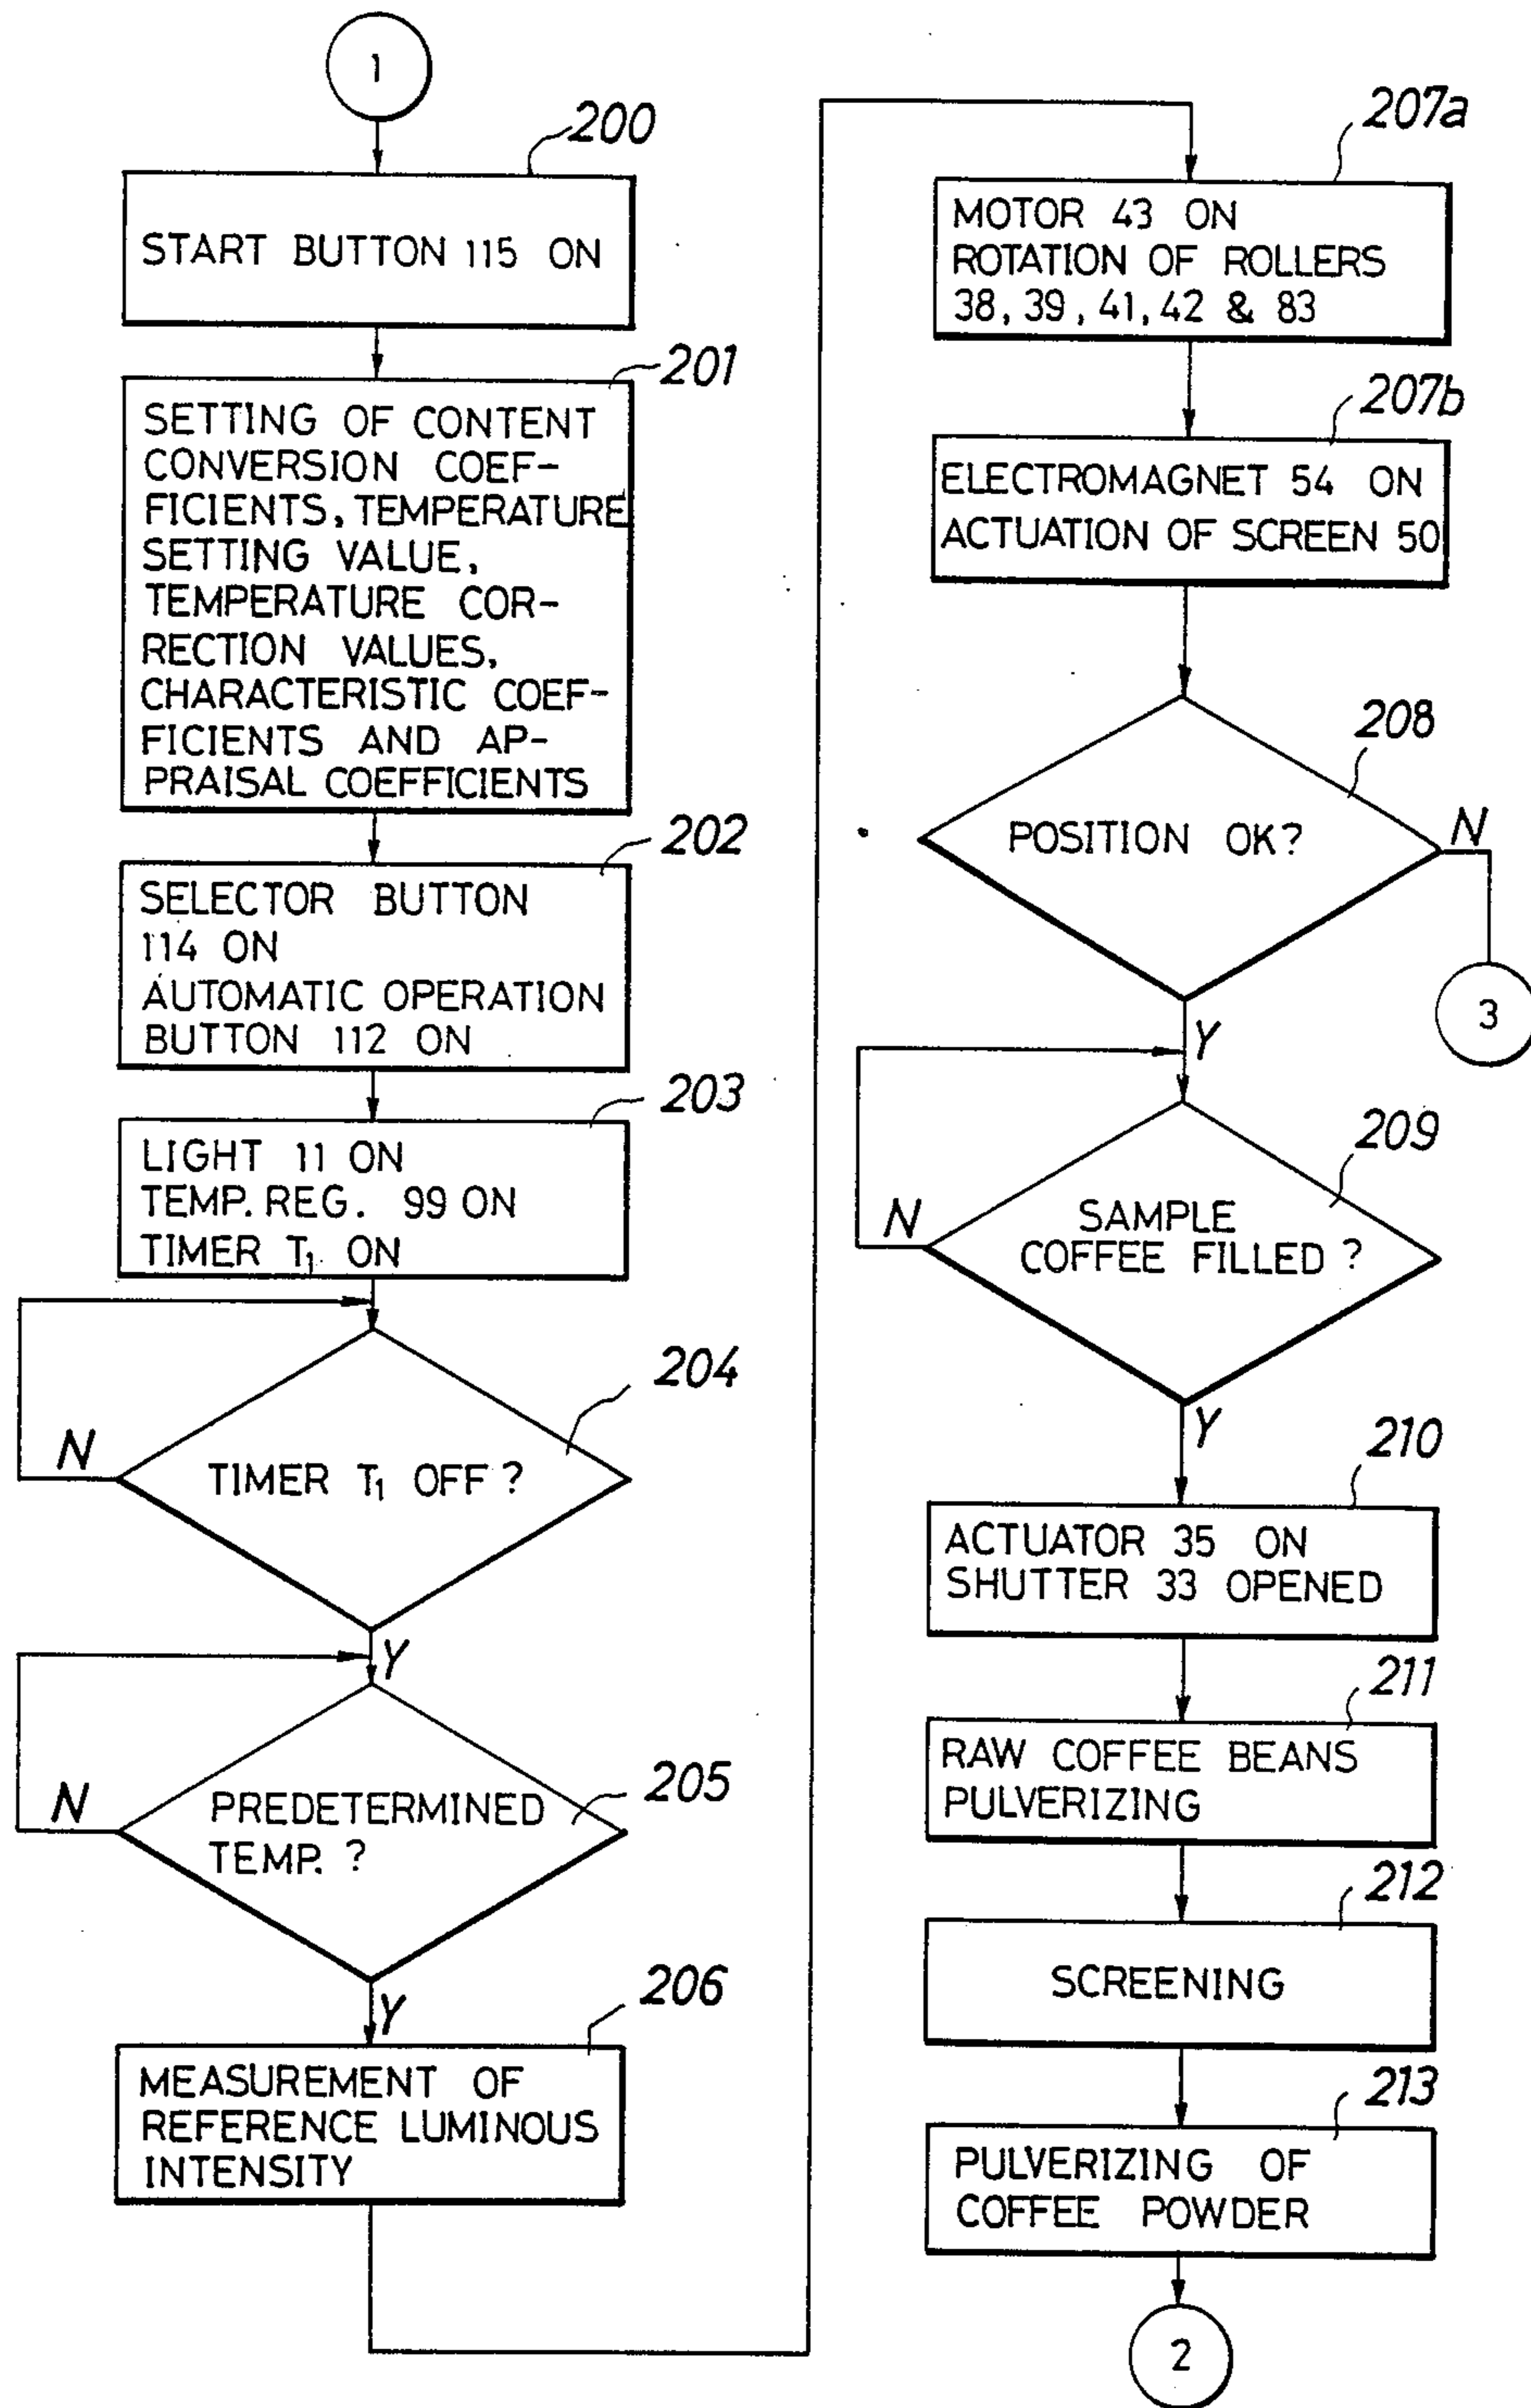 1
200
START BUTTON 115 ON
201
SETTING OF CONTENT
CONVERSION COEF-
FICIENTS, TEMPERATURE
SETTING VALUE,
TEMPERATURE COR-
RECTION VALUES,
CHARACTERISTIC COEF-
FICIENTS AND AP-
PRAISAL COEFFICIENTS
202
SELECTOR BUTTON
114 ON
AUTOMATIC OPERATION
BUTTON 112 ON
203
LIGHT 11 ON
TEMP. REG. 99 ON
TIMER T1 ON
204
N
TIMER T1 OFF ?
Y
205
N
PREDETERMINED
TEMP. ?
Y
206
MEASUREMENT OF
REFERENCE LUMINOUS
INTENSITY
207a
MOTOR 43 ON
ROTATION OF ROLLERS
38, 39, 41, 42 & 83
207b
ELECTROMAGNET 54 ON
ACTUATION OF SCREEN 50
208
POSITION OK?
N
3
Y
209
N
SAMPLE
COFFEE FILLED ?
Y
210
ACTUATOR 35 ON
SHUTTER 33 OPENED
211
RAW COFFEE BEANS
PULVERIZING
212
SCREENING
213
PULVERIZING OF
COFFEE POWDER
2